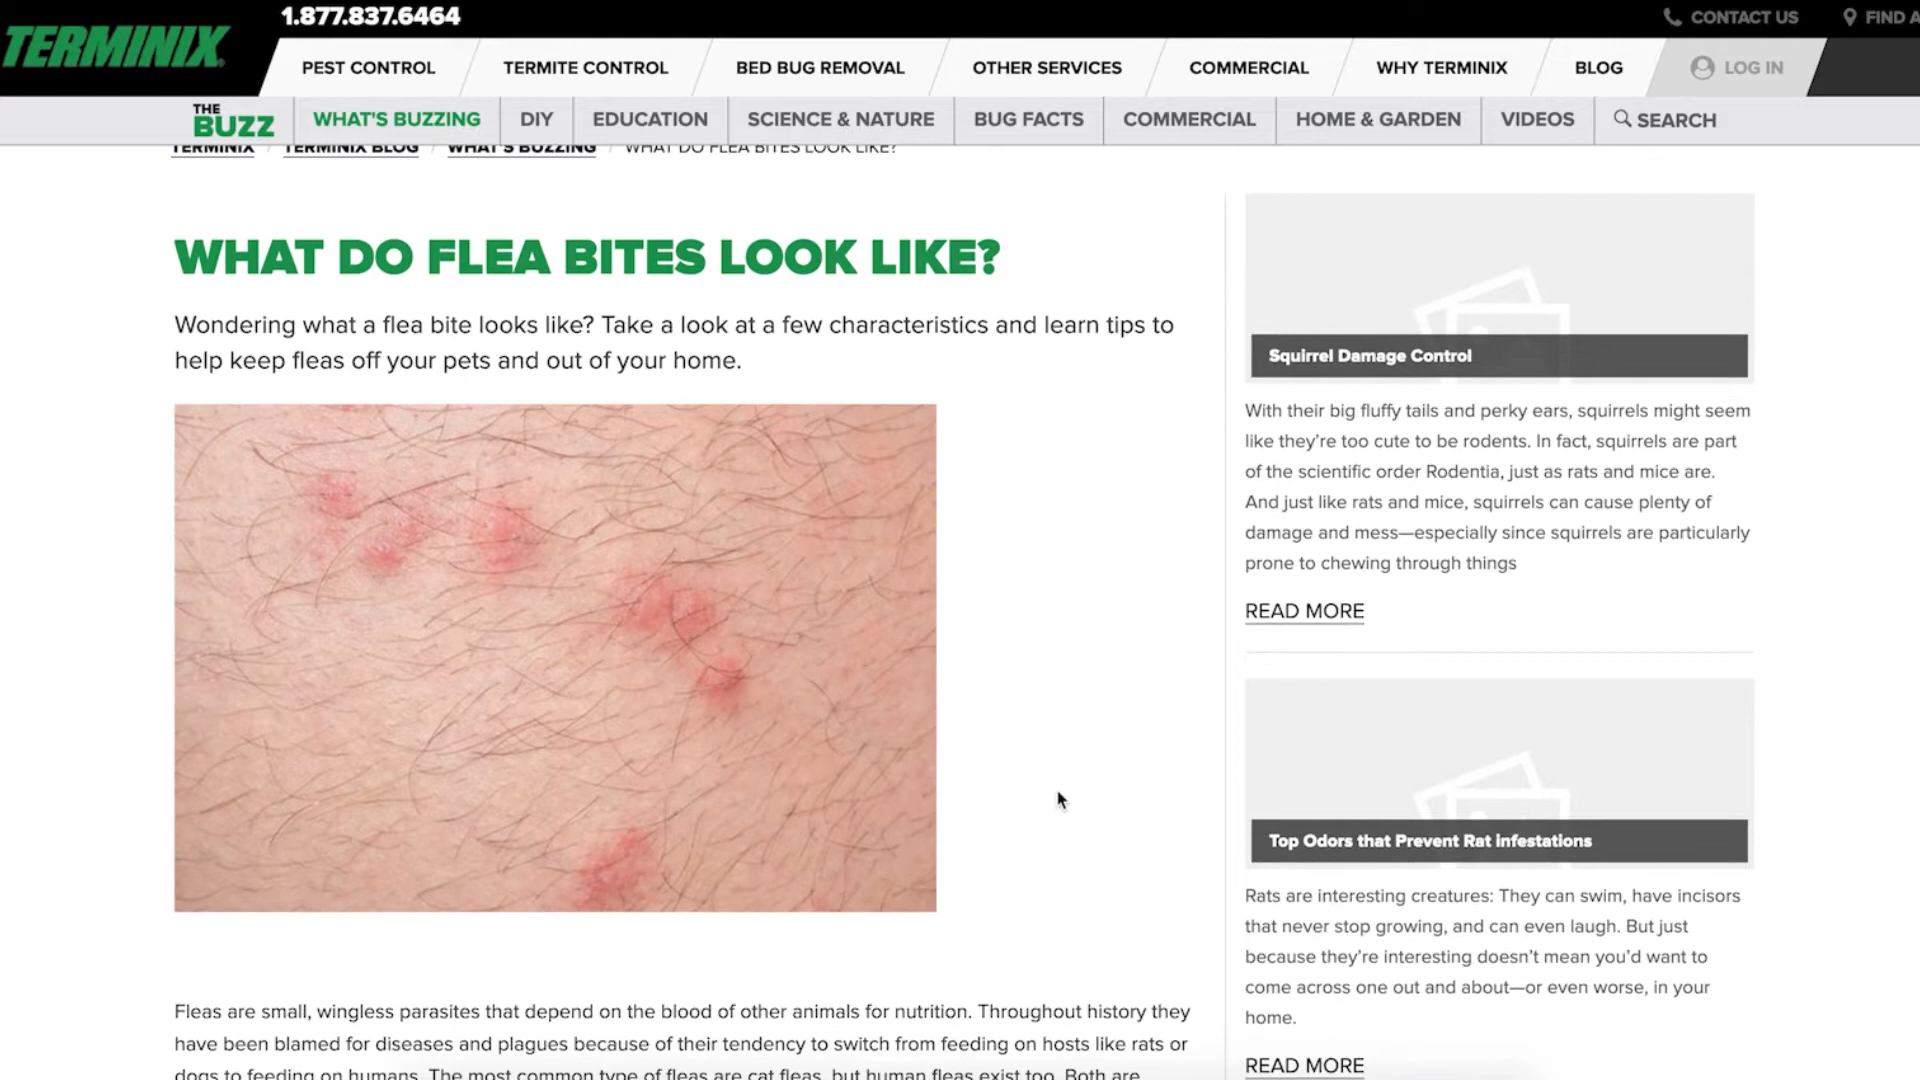 1.877.837.6464
CONTACT US
FIND A
TERMINIX
PEST CONTROL
TERMITE CONTROL
BED BUG REMOVAL
OTHER SERVICES
COMMERCIAL
WHY TERMINIX
BLOG
LOG IN
THE
BUZZ
WHAT'S BUZZING
DIY
EDUCATION
SCIENCE & NATURE
BUG FACTS
COMMERCIAL
HOME & GARDEN
VIDEOS
SEARCH
TERMINIX / TERMINIX BLOG / WHAT'S BUZZING / WHAT DO FLEA BITES LOOK LIKE?
WHAT DO FLEA BITES LOOK LIKE?
Wondering what a flea bite looks like? Take a look at a few characteristics and learn tips to
help keep fleas off your pets and out of your home.
Fleas are small, wingless parasites that depend on the blood of other animals for nutrition. Throughout history they
have been blamed for diseases and plagues because of their tendency to switch from feeding on hosts like rats or
dogs to feeding on humans. The most common type of fleas are cat fleas, but human fleas exist too. Both are
Squirrel Damage Control
With their big fluffy tails and perky ears, squirrels might seem
like they’re too cute to be rodents. In fact, squirrels are part
of the scientific order Rodentia, just as rats and mice are.
And just like rats and mice, squirrels can cause plenty of
damage and mess—especially since squirrels are particularly
prone to chewing through things
READ MORE
Top Odors that Prevent Rat infestations
Rats are interesting creatures: They can swim, have incisors
that never stop growing, and can even laugh. But just
because they’re interesting doesn’t mean you’d want to
come across one out and about—or even worse, in your
home.
READ MORE